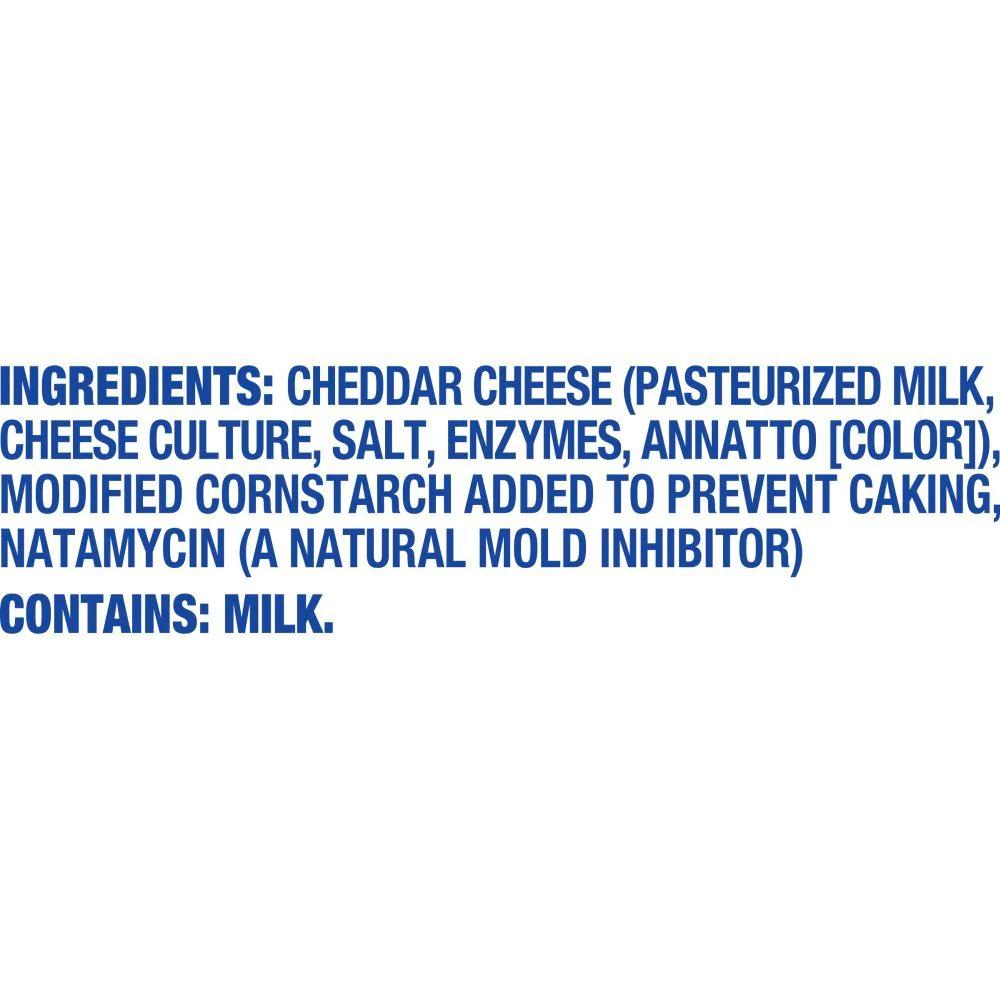 INGREDIENTS: CHEDDAR CHEESE (PASTEURIZED MILK,
CHEESE CULTURE, SALT, ENZYMES, ANNATTO [COLOR]),
MODIFIED CORNSTARCH ADDED TO PREVENT CAKING,
NATAMYCIN (A NATURAL MOLD INHIBITOR)
CONTAINS: MILK.